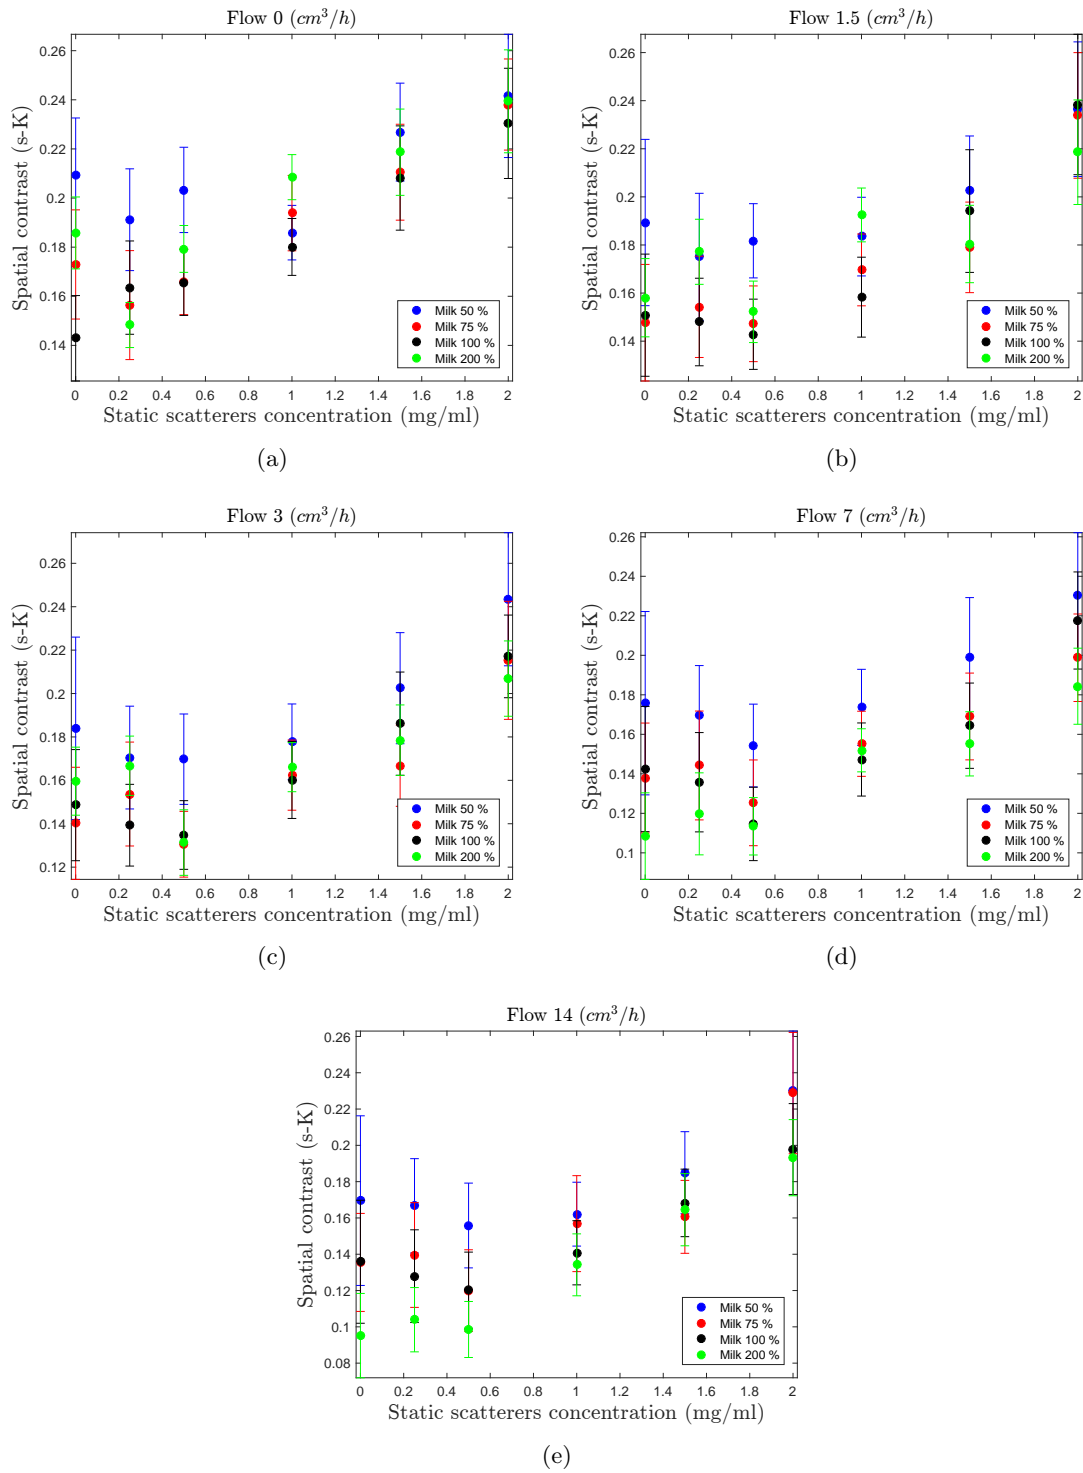 Flow 0 (cm³/h)
Spatial contrast (s-K)
0.26
0.24
0.22
0.2
0.18
0.16
0.14
Milk 50 %
Milk 75 %
Milk 100 %
Milk 200 %
0 0.2 0.4 0.6 0.8 1 1.2 1.4 1.6 1.8 2
Static scatterers concentration (mg/ml)
(a)
Flow 1.5 (cm³/h)
Spatial contrast (s-K)
0.26
0.24
0.22
0.2
0.18
0.16
0.14
Milk 50 %
Milk 75 %
Milk 100 %
Milk 200 %
0 0.2 0.4 0.6 0.8 1 1.2 1.4 1.6 1.8 2
Static scatterers concentration (mg/ml)
(b)
Flow 3 (cm³/h)
Spatial contrast (s-K)
0.26
0.24
0.22
0.2
0.18
0.16
0.14
0.12
Milk 50 %
Milk 75 %
Milk 100 %
Milk 200 %
0 0.2 0.4 0.6 0.8 1 1.2 1.4 1.6 1.8 2
Static scatterers concentration (mg/ml)
(c)
Flow 7 (cm³/h)
Spatial contrast (s-K)
0.26
0.24
0.22
0.2
0.18
0.16
0.14
0.12
0.1
Milk 50 %
Milk 75 %
Milk 100 %
Milk 200 %
0 0.2 0.4 0.6 0.8 1 1.2 1.4 1.6 1.8 2
Static scatterers concentration (mg/ml)
(d)
Flow 14 (cm³/h)
Spatial contrast (s-K)
0.26
0.24
0.22
0.2
0.18
0.16
0.14
0.12
0.1
0.08
Milk 50 %
Milk 75 %
Milk 100 %
Milk 200 %
0 0.2 0.4 0.6 0.8 1 1.2 1.4 1.6 1.8 2
Static scatterers concentration (mg/ml)
(e)